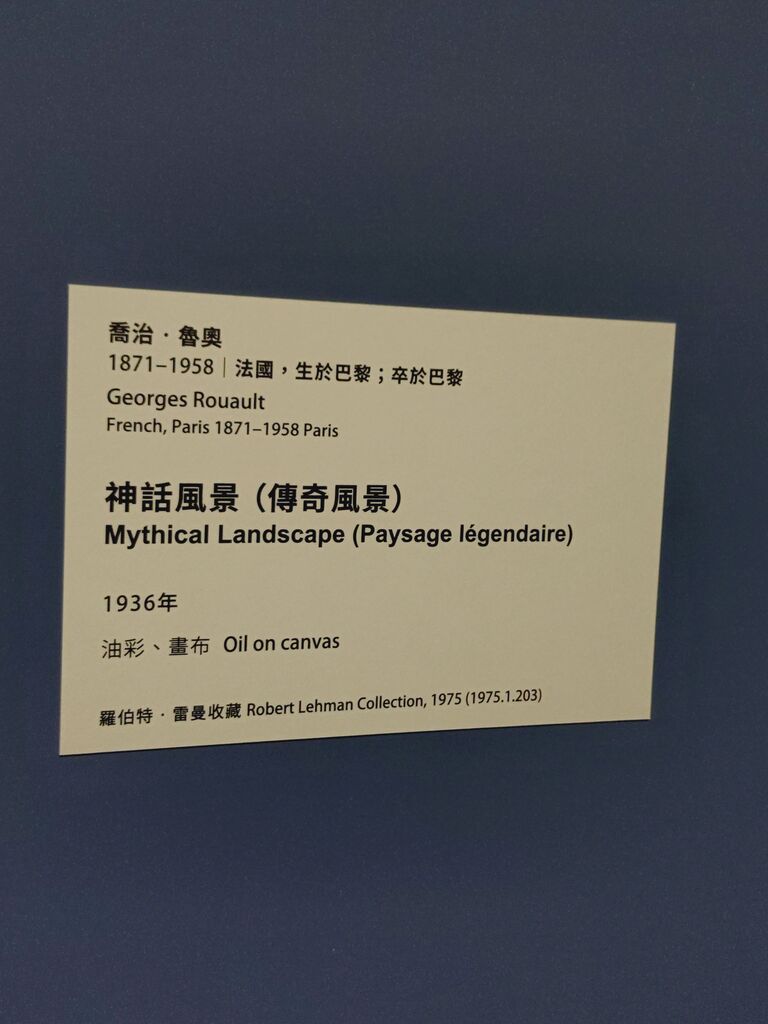 喬治．魯奧
1871–1958｜法國，生於巴黎；卒於巴黎
Georges Rouault
French, Paris 1871–1958 Paris
神話風景（傳奇風景）
Mythical Landscape (Paysage légendaire)
1936年
油彩、畫布 Oil on canvas
羅伯特．雷曼收藏 Robert Lehman Collection, 1975 (1975.1.203)